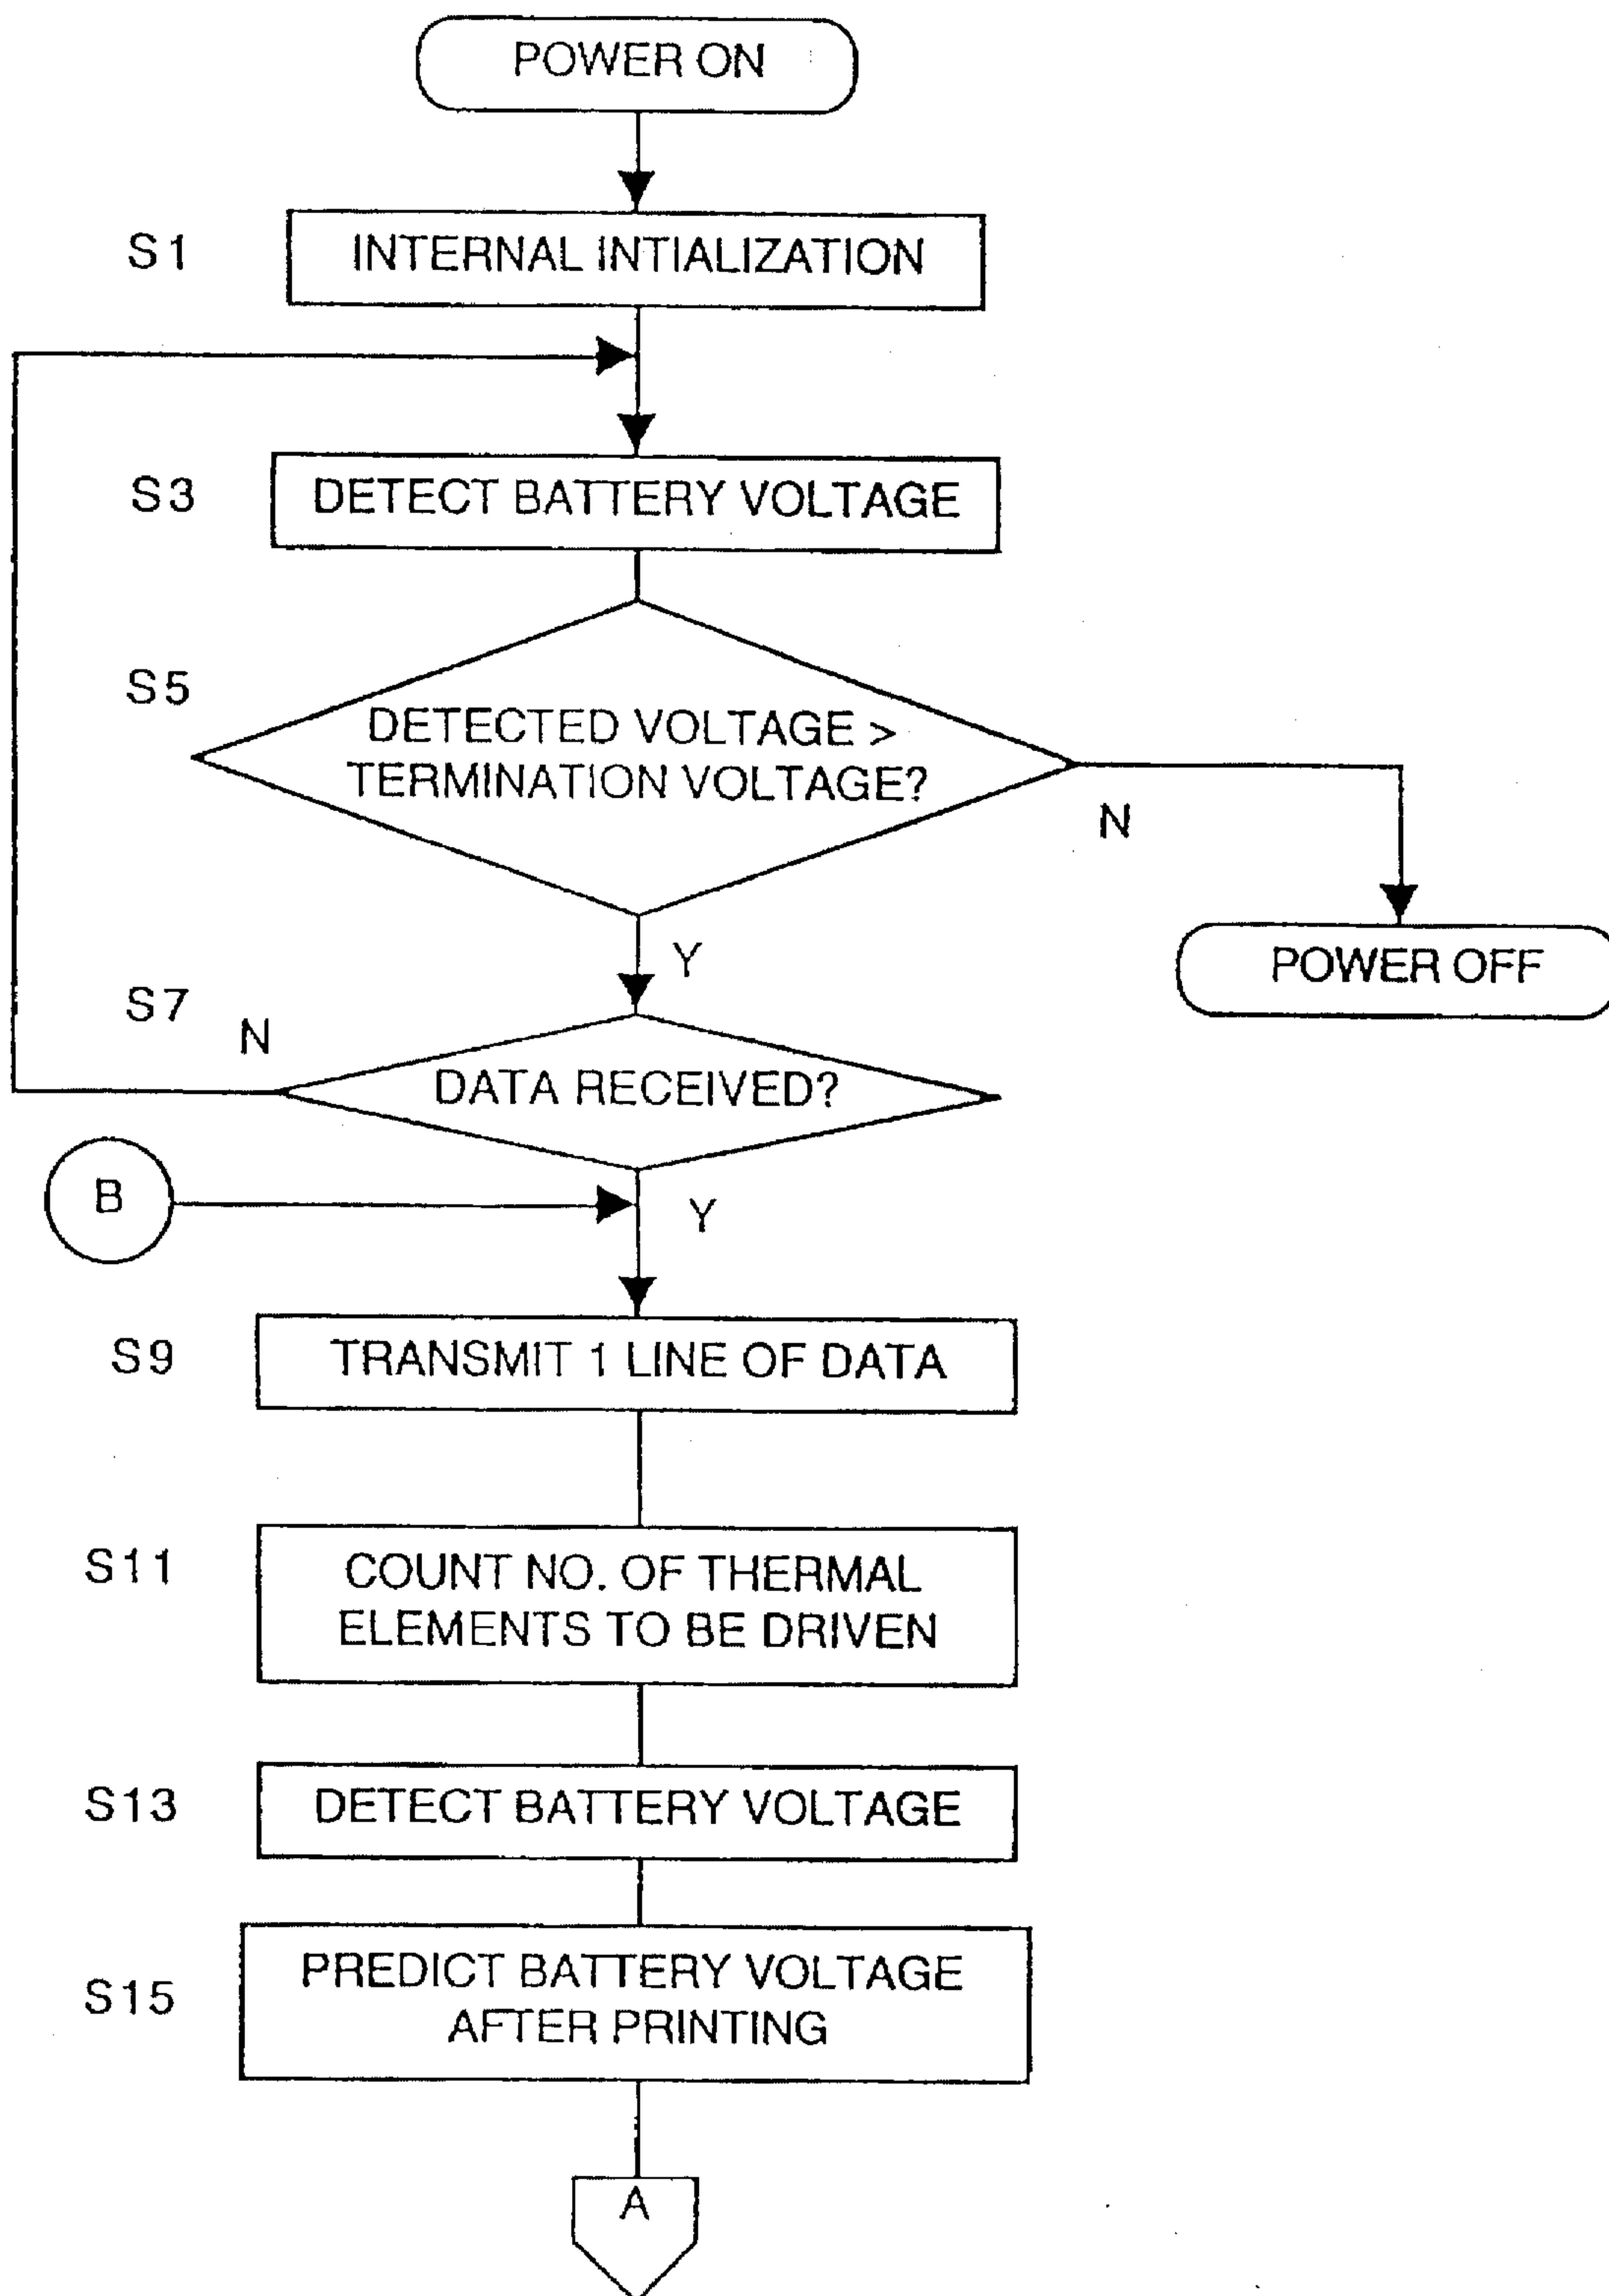 POWER ON
S1
INTERNAL INTIALIZATION
S3
DETECT BATTERY VOLTAGE
S5
DETECTED VOLTAGE >
TERMINATION VOLTAGE?
N
Y
POWER OFF
S7
N
DATA RECEIVED?
B
Y
S9
TRANSMIT 1 LINE OF DATA
S11
COUNT NO. OF THERMAL
ELEMENTS TO BE DRIVEN
S13
DETECT BATTERY VOLTAGE
S15
PREDICT BATTERY VOLTAGE
AFTER PRINTING
A